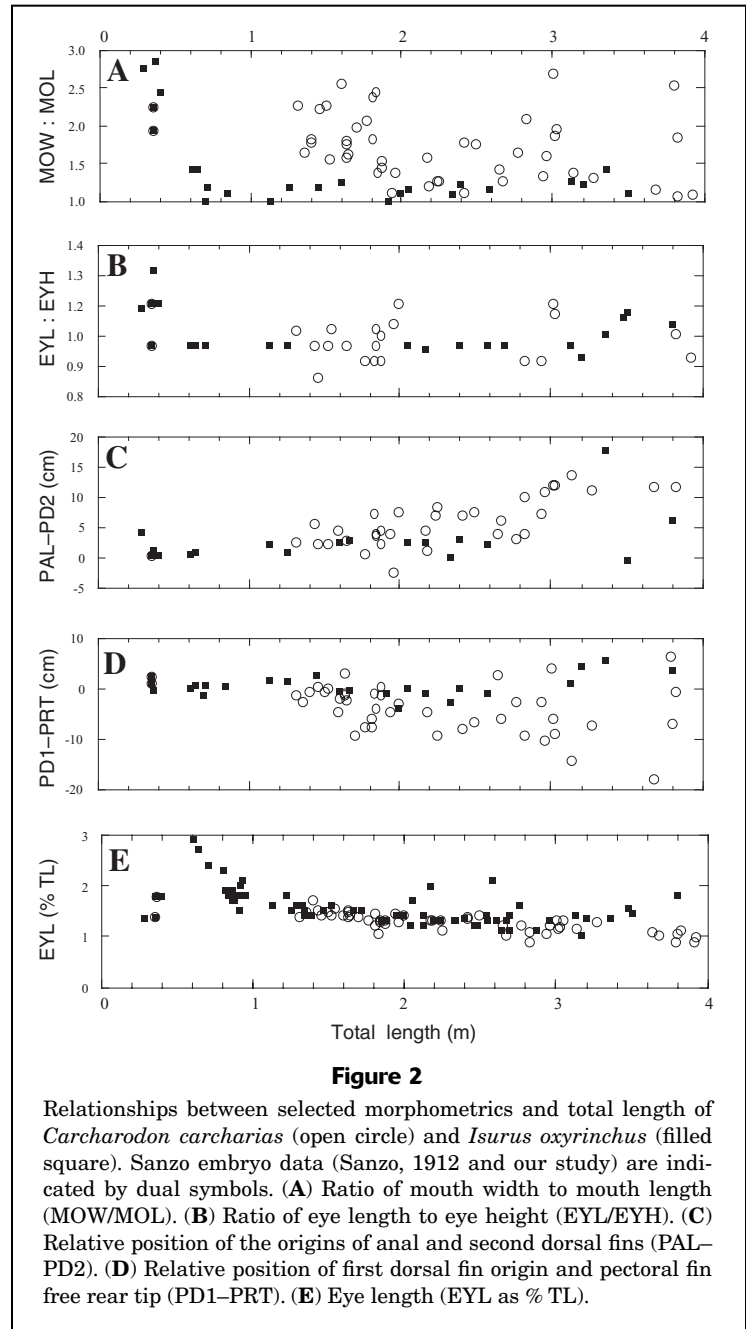 0 1 2 3 4
A
3.0
2.5
2.0
1.5
1.0
MOW : MOL
B
1.4
1.3
1.2
1.0
0.9
0.8
EYL : EYH
C
20
15
10
5
0
-5
PAL–PD2 (cm)
D
10
0
-10
-20
PD1–PRT (cm)
E
3
2
1
0
EYL (% TL)
0 1 2 3 4
Total length (m)
Figure 2
Relationships between selected morphometrics and total length of
Carcharodon carcharias (open circle) and Isurus oxyrinchus (filled
square). Sanzo embryo data (Sanzo, 1912 and our study) are indi-
cated by dual symbols. (A) Ratio of mouth width to mouth length
(MOW/MOL). (B) Ratio of eye length to eye height (EYL/EYH). (C)
Relative position of the origins of anal and second dorsal fins (PAL–
PD2). (D) Relative position of first dorsal fin origin and pectoral fin
free rear tip (PD1–PRT). (E) Eye length (EYL as % TL).